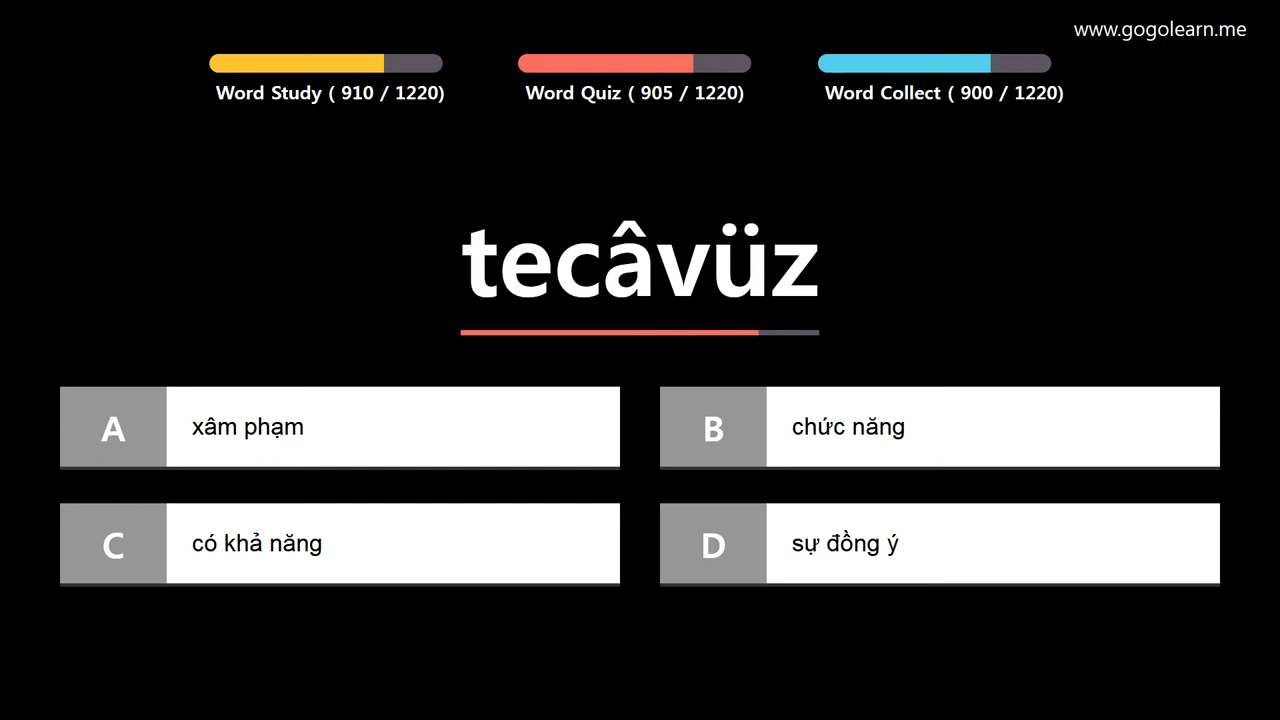 www.gogolearn.me
Word Study ( 910 / 1220)
Word Quiz ( 905 / 1220)
Word Collect ( 900 / 1220)
tecâvüz
A xâm phạm
B chức năng
C có khả năng
D sự đồng ý